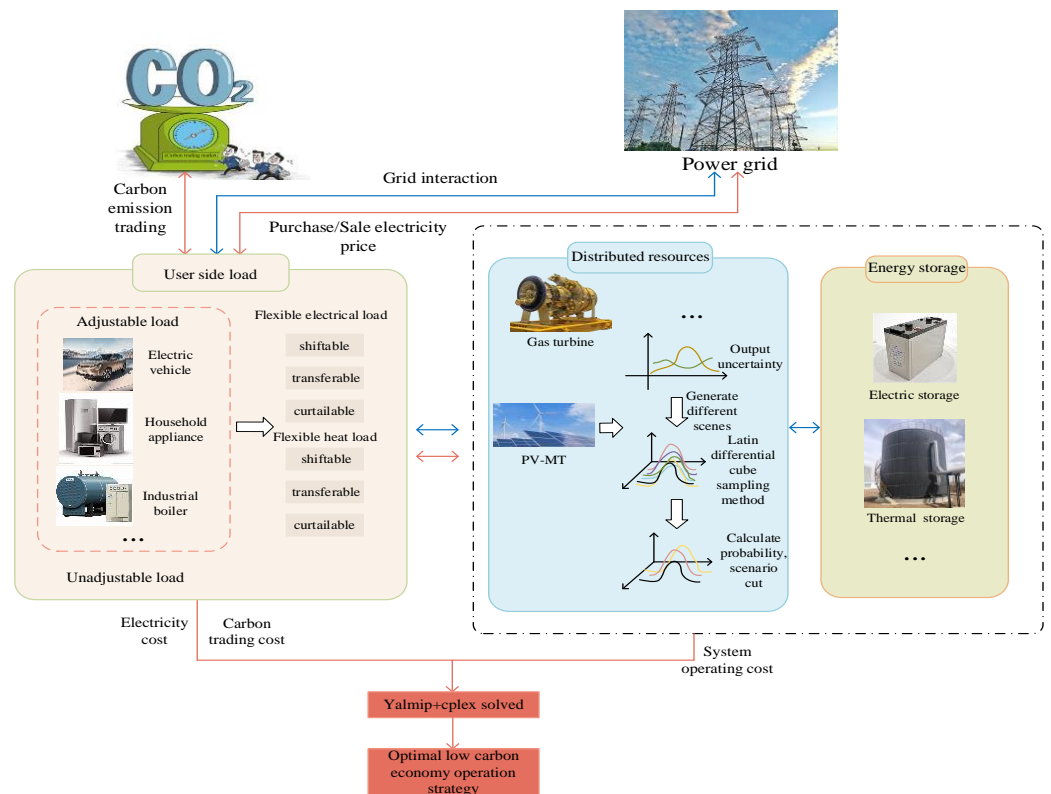 CO2
Carbon trading market
Power grid
Carbon
emission
trading
Grid interaction
Purchase/Sale electricity
price
User side load
Adjustable load
Electric
vehicle
Household
appliance
Industrial
boiler
...
Unadjustable load
Flexible electrical load
shiftable
transferable
curtailable
Flexible heat load
shiftable
transferable
curtailable
Distributed resources
Gas turbine
...
Output
uncertainty
Generate
different
scenes
PV-MT
Latin
differential
cube
sampling
method
Calculate
probability,
scenario
cut
Energy storage
Electric storage
Thermal storage
...
Electricity
cost
Carbon
trading cost
System
operating cost
Yalmip+cplex solved
Optimal low carbon
economy operation
strategy